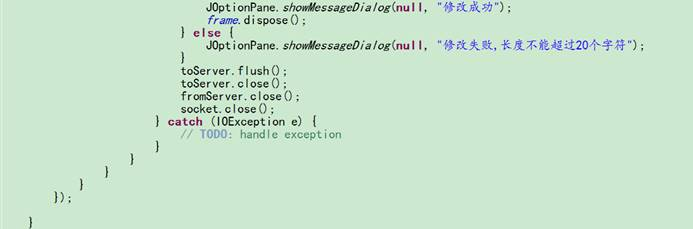 JOptionPane.showMessageDialog(null, "修改成功");
frame.dispose();
} else {
JOptionPane.showMessageDialog(null, "修改失败,长度不能超过20个字符");
}
toServer.flush();
toServer.close();
fromServer.close();
socket.close();
} catch (IOException e) {
// TODO: handle exception
}
}
}
}
});
}